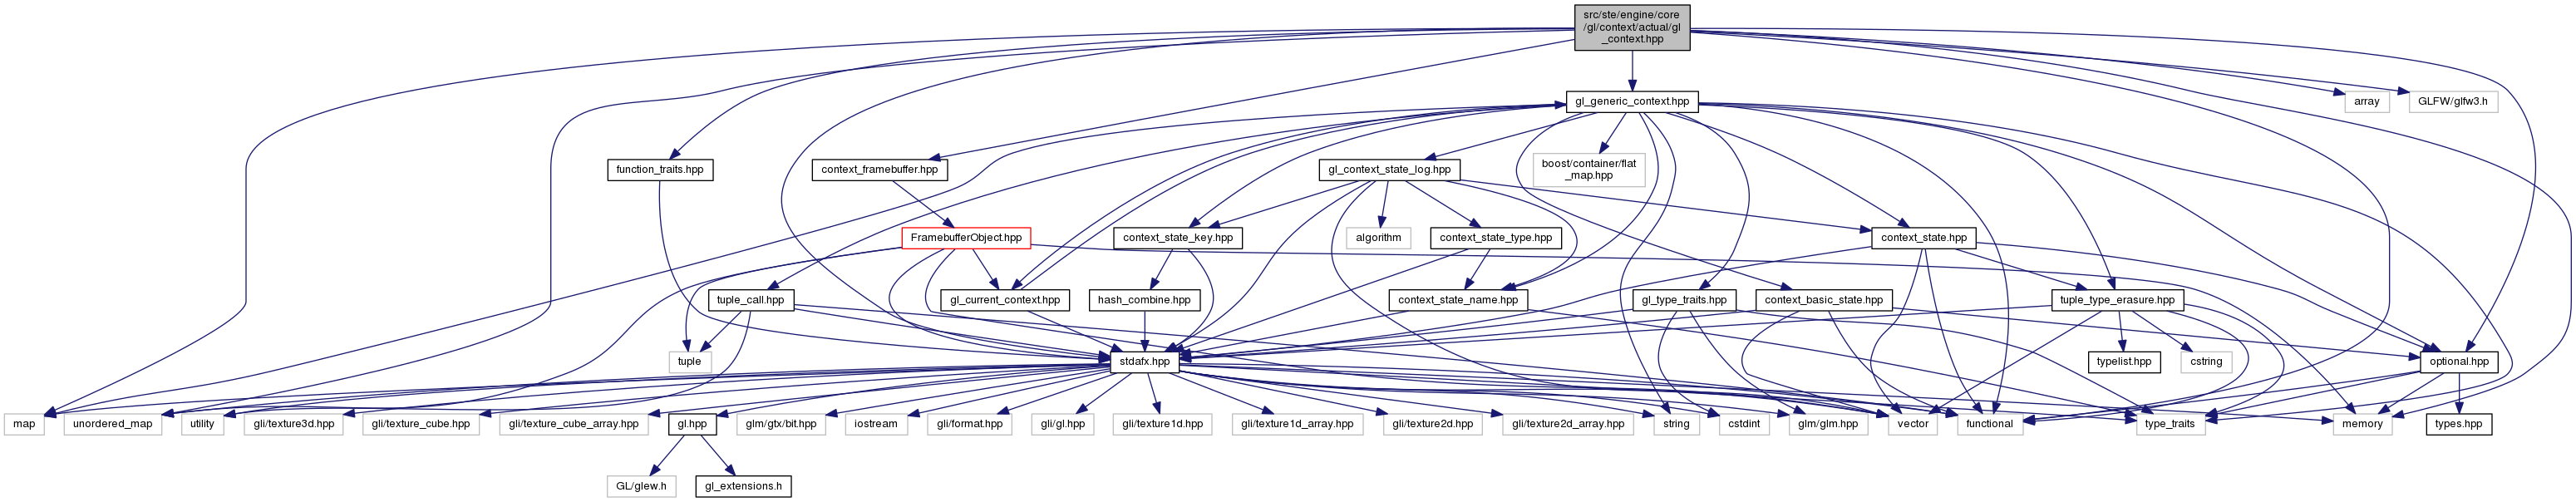 src/ste/engine/core
/gl/context/actual/gl
_context.hpp
gl_generic_context.hpp
array
GLFW/glfw3.h
function_traits.hpp
context_framebuffer.hpp
gl_context_state_log.hpp
boost/container/flat
_map.hpp
FramebufferObject.hpp
context_state_key.hpp
algorithm
context_state_type.hpp
context_state.hpp
tuple_call.hpp
gl_current_context.hpp
hash_combine.hpp
context_state_name.hpp
gl_type_traits.hpp
context_basic_state.hpp
tuple_type_erasure.hpp
tuple
stdafx.hpp
typelist.hpp
cstring
optional.hpp
map
unordered_map
utility
gli/texture3d.hpp
gli/texture_cube.hpp
gli/texture_cube_array.hpp
gl.hpp
glm/gtx/bit.hpp
iostream
gli/format.hpp
gli/gl.hpp
gli/texture1d.hpp
gli/texture1d_array.hpp
gli/texture2d.hpp
gli/texture2d_array.hpp
string
cstdint
glm/glm.hpp
vector
functional
type_traits
memory
types.hpp
GL/glew.h
gl_extensions.h